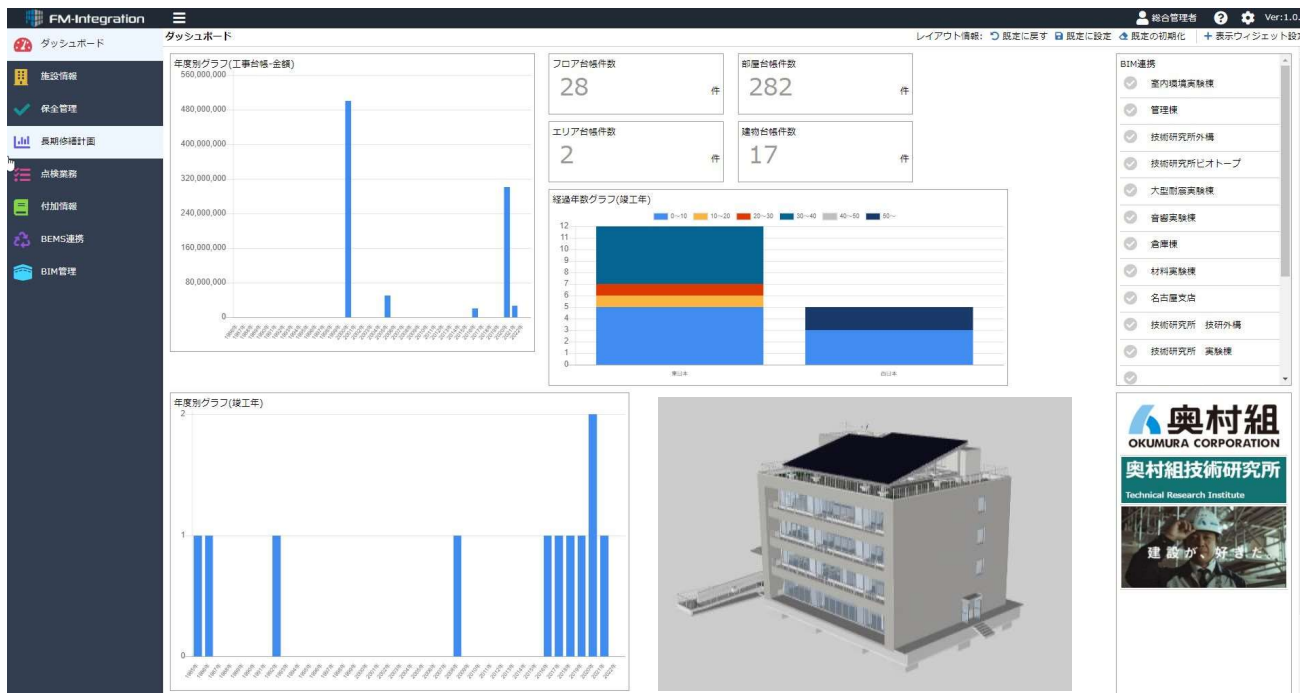 FM-Integration
総合管理者
Ver:1.0.
ダッシュボード
施設情報
保全管理
長期修繕計画
点検業務
付加情報
BEMS連携
BIM管理
ダッシュボード
レイアウト情報: 既定に戻す 既定に設定 既定の初期化 + 表示ウィジェット設定
年度別グラフ(工事台帳-金額)
560,000,000
480,000,000
400,000,000
320,000,000
240,000,000
160,000,000
80,000,000
0
フロア台帳件数
28 件
部屋台帳件数
282 件
エリア台帳件数
2 件
建物台帳件数
17 件
経過年数グラフ(竣工年)
0~10 10~20 20~30 30~40 40~50 50~
12
11
10
9
8
7
6
5
4
3
2
1
0
東日本 西日本
BIM連携
室内環境実験棟
管理棟
技術研究所外構
技術研究所ビオトープ
大型耐震実験棟
音響実験棟
倉庫棟
材料実験棟
名古屋支店
技術研究所 技研外構
技術研究所 実験棟
年度別グラフ(竣工年)
2
1
0
奥村組
OKUMURA CORPORATION
奥村組技術研究所
Technical Research Institute
建設が、好きだ。